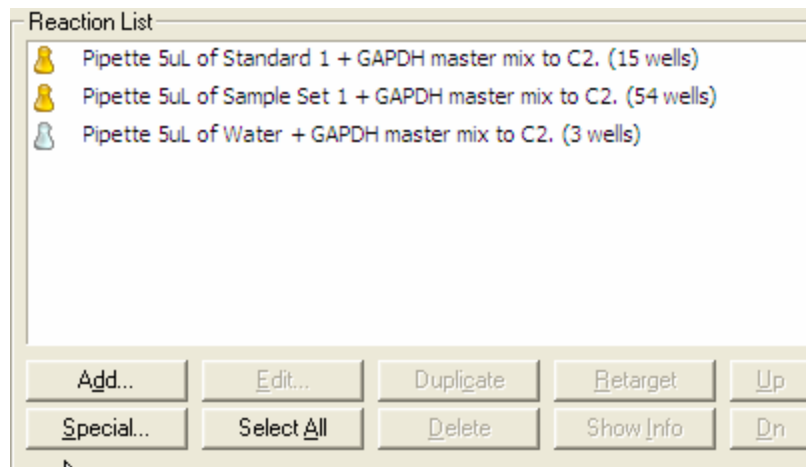 Reaction List
Pipette 5uL of Standard 1 + GAPDH master mix to C2. (15 wells)
Pipette 5uL of Sample Set 1 + GAPDH master mix to C2. (54 wells)
Pipette 5uL of Water + GAPDH master mix to C2. (3 wells)
Add... Edit... Duplicate Retarget Up
Special... Select All Delete Show Info Dn